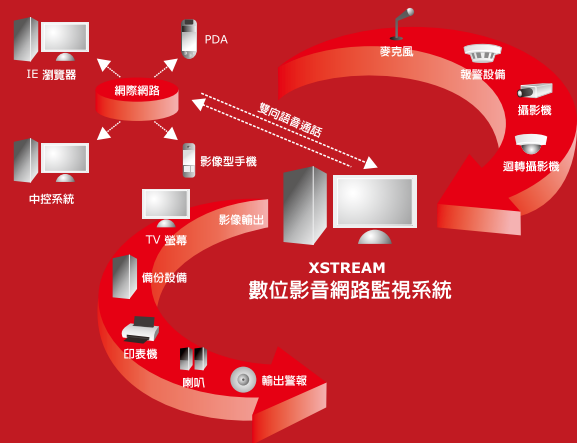 PDA
IE 瀏覽器
網際網路
中控系統
影像型手機
雙向語音通話
麥克風
報警設備
攝影機
迴轉攝影機
影像輸出
TV 螢幕
備份設備
印表機
喇叭
輸出警報
XSTREAM
數位影音網路監視系統